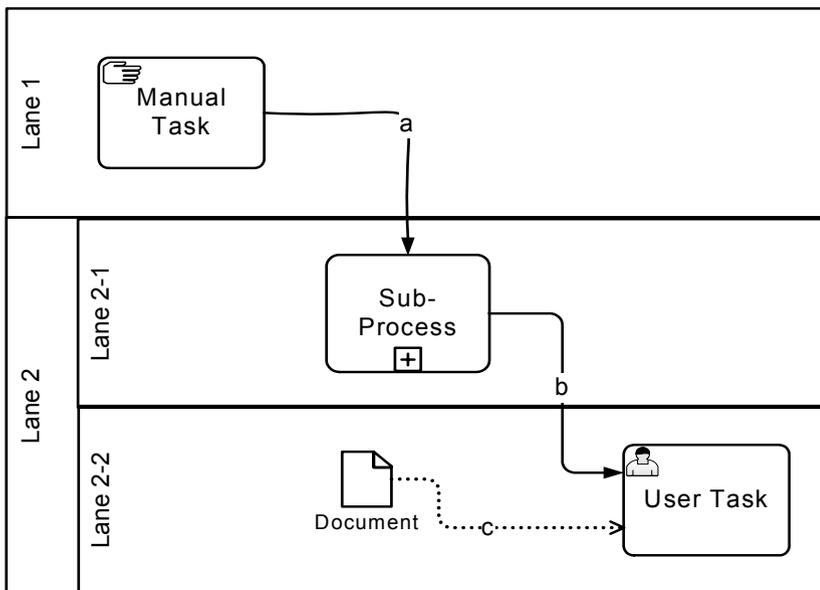 Lane 1
Manual
Task
a
Lane 2
Lane 2-1
Sub-
Process
b
Lane 2-2
Document
c
User Task